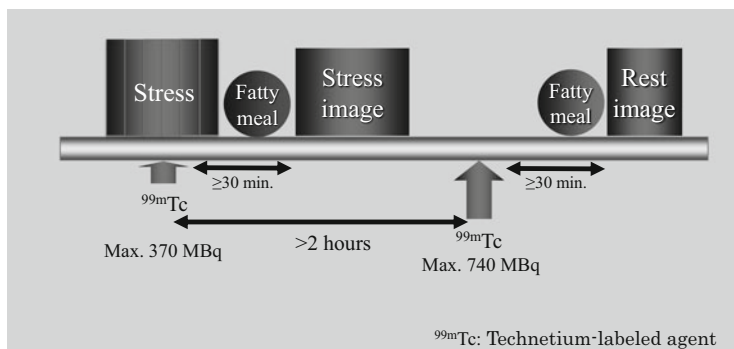 Stress
Fatty
meal
Stress
image
Fatty
meal
Rest
image
≥30 min.
≥30 min.
99mTc
Max. 370 MBq
>2 hours
99mTc
Max. 740 MBq
99mTc: Technetium-labeled agent